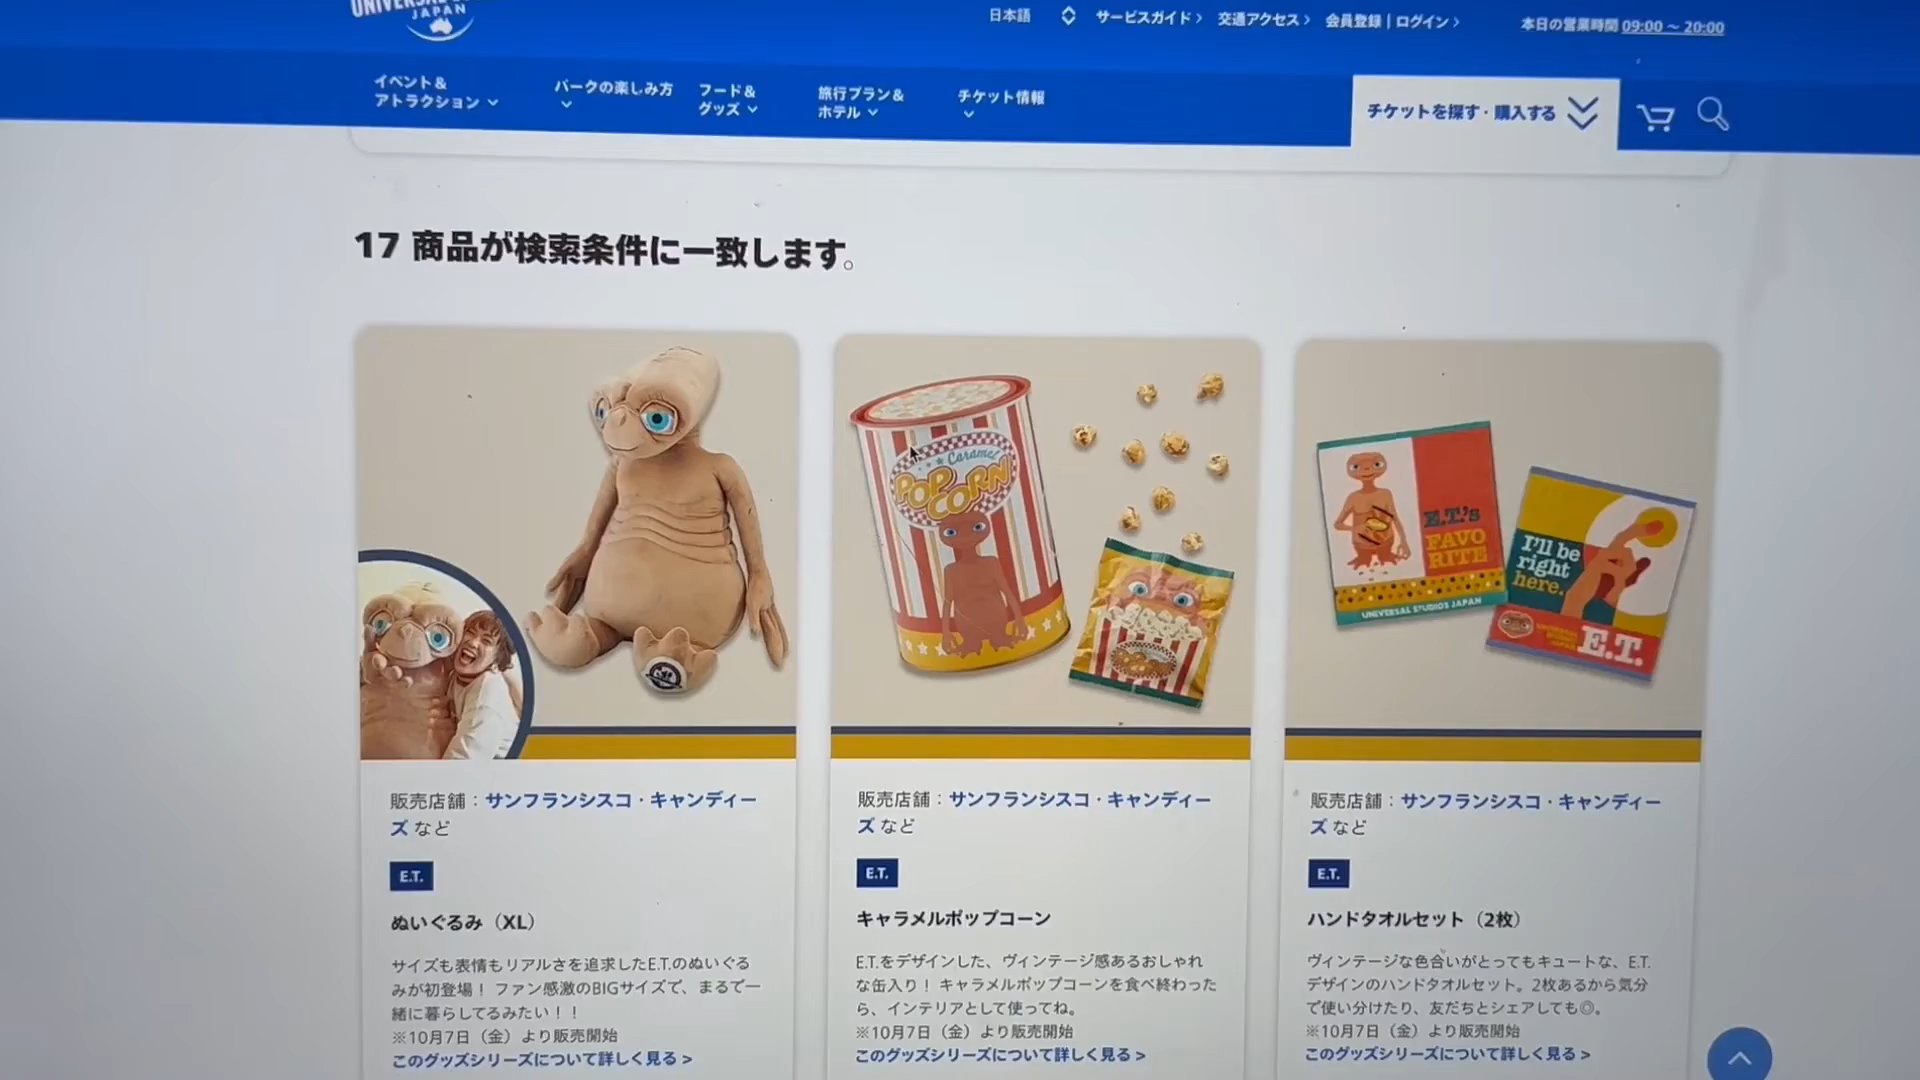 JAPAN
日本語
サービスガイド
交通アクセス
会員登録 | ログイン
本日の営業時間 09:00 ～ 20:00
イベント&
アトラクション
パークの楽しみ方
フード&
グッズ
旅行プラン&
ホテル
チケット情報
チケットを探す・購入する
17 商品が検索条件に一致します。
Caramel
POP
CORN
E.T.'s
FAVO
RITE
UNIVERSAL STUDIOS JAPAN
I'll be
right
here.
E.T.
販売店舗：サンフランシスコ・キャンディー
ズ など
E.T.
ぬいぐるみ（XL）
サイズも表情もリアルさを追求したE.T.のぬいぐる
みが初登場！ ファン感激のBIGサイズで、まるで一
緒に暮らしてるみたい！！
※10月7日（金）より販売開始
このグッズシリーズについて詳しく見る >
販売店舗：サンフランシスコ・キャンディー
ズ など
E.T.
キャラメルポップコーン
E.T.をデザインした、ヴィンテージ感あるおしゃれ
な缶入り！ キャラメルポップコーンを食べ終わった
ら、インテリアとして使ってね。
※10月7日（金）より販売開始
このグッズシリーズについて詳しく見る >
販売店舗：サンフランシスコ・キャンディー
ズ など
E.T.
ハンドタオルセット（2枚）
ヴィンテージな色合いがとってもキュートな、E.T.
デザインのハンドタオルセット。2枚あるから気分
で使い分けたり、友だちとシェアしても◎。
※10月7日（金）より販売開始
このグッズシリーズについて詳しく見る >